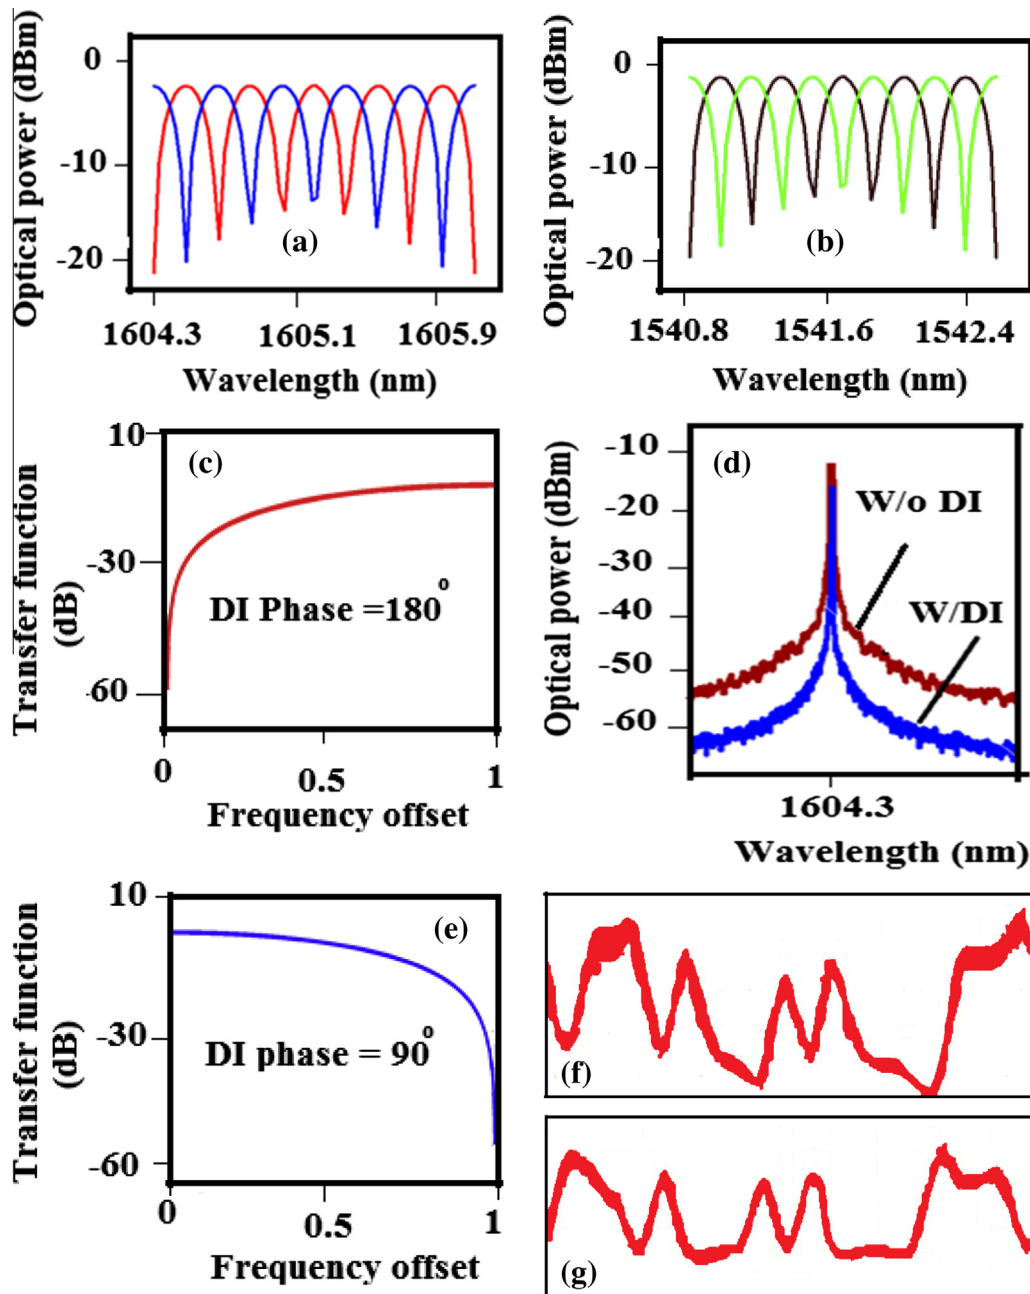 Optical power (dBm)
0
-10
-20
(a)
1604.3 1605.1 1605.9
Wavelength (nm)
Optical power (dBm)
0
-10
-20
(b)
1540.8 1541.6 1542.4
Wavelength (nm)
Transfer function
(dB)
10
-30
-60
(c)
DI Phase =180°
0 0.5 1
Frequency offset
Optical power (dBm)
-10
-20
-30
-40
-50
-60
(d)
W/o DI
W/DI
1604.3
Wavelength (nm)
Transfer function
(dB)
10
-30
-60
(e)
DI phase = 90°
0 0.5 1
Frequency offset
(f)
(g)